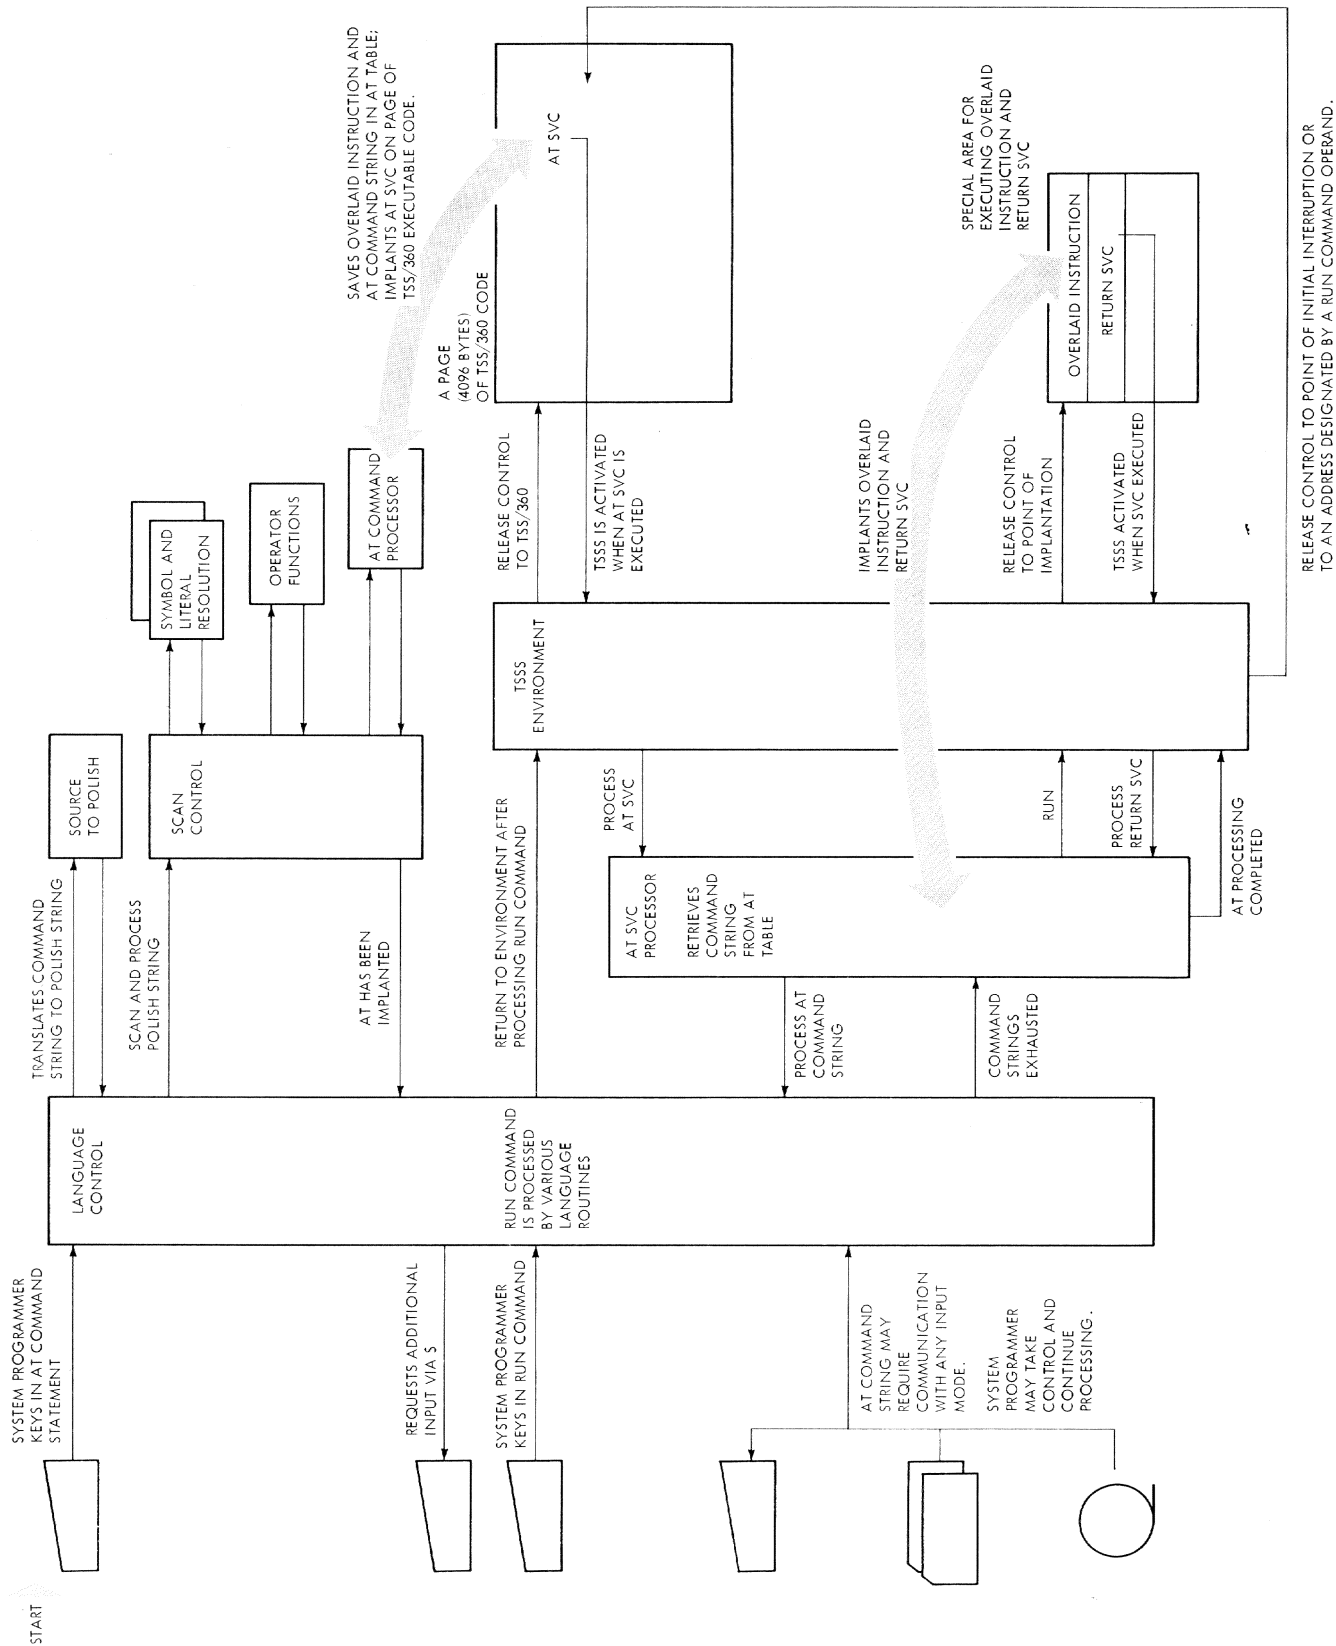 START
SYSTEM PROGRAMMER
KEYS IN AT COMMAND
STATEMENT
LANGUAGE
CONTROL
TRANSLATES COMMAND
STRING TO POLISH STRING
SOURCE
TO POLISH
SCAN AND PROCESS
POLISH STRING
SCAN
CONTROL
SYMBOL AND
LITERAL
RESOLUTION
OPERATOR
FUNCTIONS
AT COMMAND
PROCESSOR
SAVES OVERLAID INSTRUCTION AND
AT COMMAND STRING IN AT TABLE;
IMPLANTS AT SVC ON PAGE OF
TSS/360 EXECUTABLE CODE.
AT HAS BEEN
IMPLANTED
REQUESTS ADDITIONAL
INPUT VIA $
SYSTEM PROGRAMMER
KEYS IN RUN COMMAND
RUN COMMAND
IS PROCESSED
BY VARIOUS
LANGUAGE
ROUTINES
RETURN TO ENVIRONMENT AFTER
PROCESSING RUN COMMAND
TSSS
ENVIRONMENT
RELEASE CONTROL
TO TSS/360
A PAGE
(4096 BYTES)
OF TSS/360 CODE
AT SVC
TSSS IS ACTIVATED
WHEN AT SVC IS
EXECUTED
PROCESS
AT SVC
AT SVC
PROCESSOR
RETRIEVES
COMMAND
STRING
FROM AT
TABLE
PROCESS AT
COMMAND
STRING
AT COMMAND
STRING MAY
REQUIRE
COMMUNICATION
WITH ANY INPUT
MODE.
SYSTEM
PROGRAMMER
MAY TAKE
CONTROL AND
CONTINUE
PROCESSING.
COMMAND
STRINGS
EXHAUSTED
IMPLANTS OVERLAID
INSTRUCTION AND
RETURN SVC
RUN
RELEASE CONTROL
TO POINT OF
IMPLANTATION
SPECIAL AREA FOR
EXECUTING OVERLAID
INSTRUCTION AND
RETURN SVC
OVERLAID INSTRUCTION
RETURN SVC
TSSS ACTIVATED
WHEN SVC EXECUTED
PROCESS
RETURN SVC
AT PROCESSING
COMPLETED
RELEASE CONTROL TO POINT OF INITIAL INTERRUPTION OR
TO AN ADDRESS DESIGNATED BY A RUN COMMAND OPERAND.